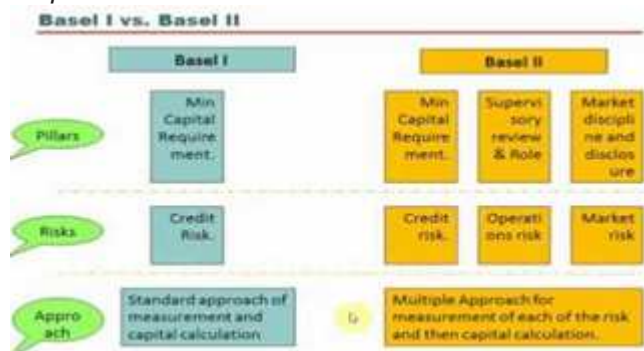 Basel I vs. Basel II
Basel I
Basel II
Pillars
Min
Capital
Require
ment.
Min
Capital
Require
ment.
Supervi
sory
review
& Role
Market
discipli
ne and
disclos
ure
Risks
Credit
Risk.
Credit
risk.
Operati
ons risk
Market
risk
Appro
ach
Standard approach of
measurement and
capital calculation
Multiple Approach for
measurement of each of the risk
and then capital calculation.